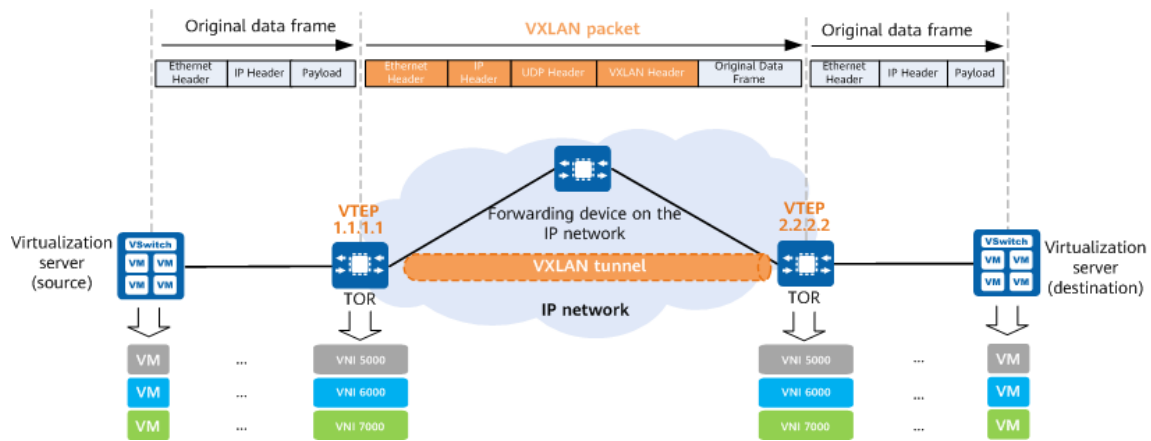 Original data frame
VXLAN packet
Original data frame
Ethernet
Header
IP Header
Payload
Ethernet
Header
IP
Header
UDP Header
VXLAN Header
Original Data
Frame
Ethernet
Header
IP Header
Payload
VTEP
1.1.1.1
Forwarding device on the
IP network
VTEP
2.2.2.2
Virtualization
server
(source)
VSwitch
VM VM
VM VM
VXLAN tunnel
VSwitch
VM VM
VM VM
Virtualization
server
(destination)
TOR
IP network
TOR
VM ... VNI 5000 VNI 5000 ... VM
VM ... VNI 6000 VNI 6000 ... VM
VM ... VNI 7000 VNI 7000 ... VM